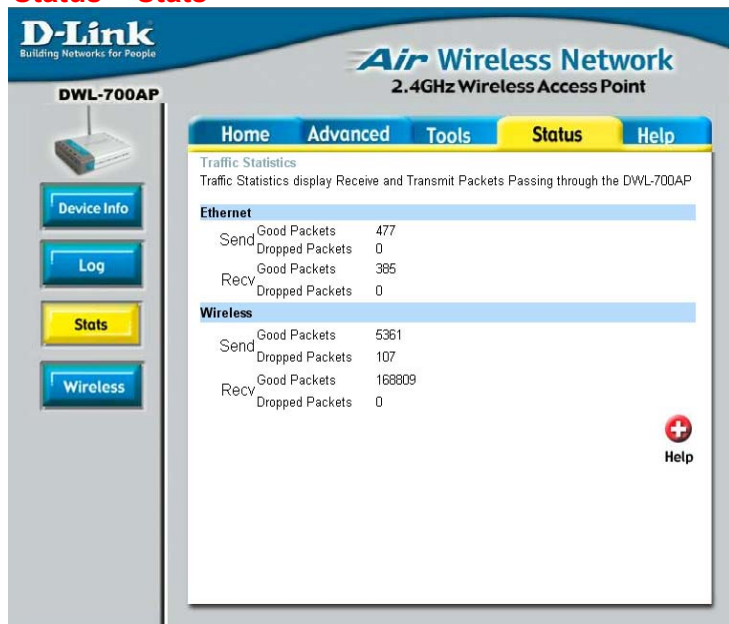 D-Link
Building Networks for People
Air Wireless Network
2.4GHz Wireless Access Point
DWL-700AP
Home Advanced Tools Status Help
Traffic Statistics
Traffic Statistics display Receive and Transmit Packets Passing through the DWL-700AP
Device Info
Log
Stats
Wireless
Ethernet
Send Good Packets 477
Dropped Packets 0
Recv Good Packets 385
Dropped Packets 0
Wireless
Send Good Packets 5361
Dropped Packets 107
Recv Good Packets 168809
Dropped Packets 0
Help